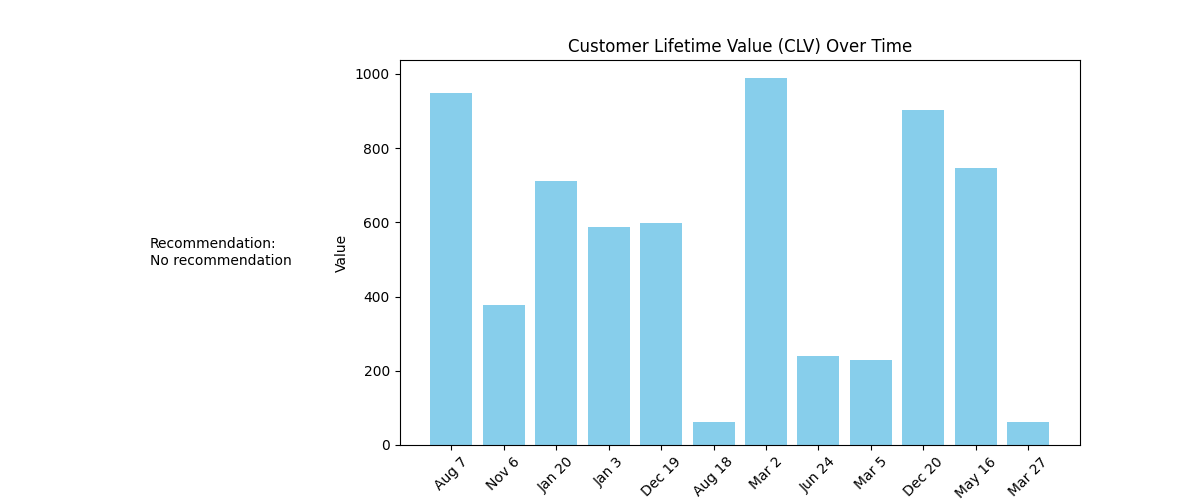 Customer Lifetime Value (CLV) Over Time
Recommendation:
No recommendation
Value
1000
800
600
400
200
0
Aug 7
Nov 6
Jan 20
Jan 3
Dec 19
Aug 18
Mar 2
Jun 24
Mar 5
Dec 20
May 16
Mar 27